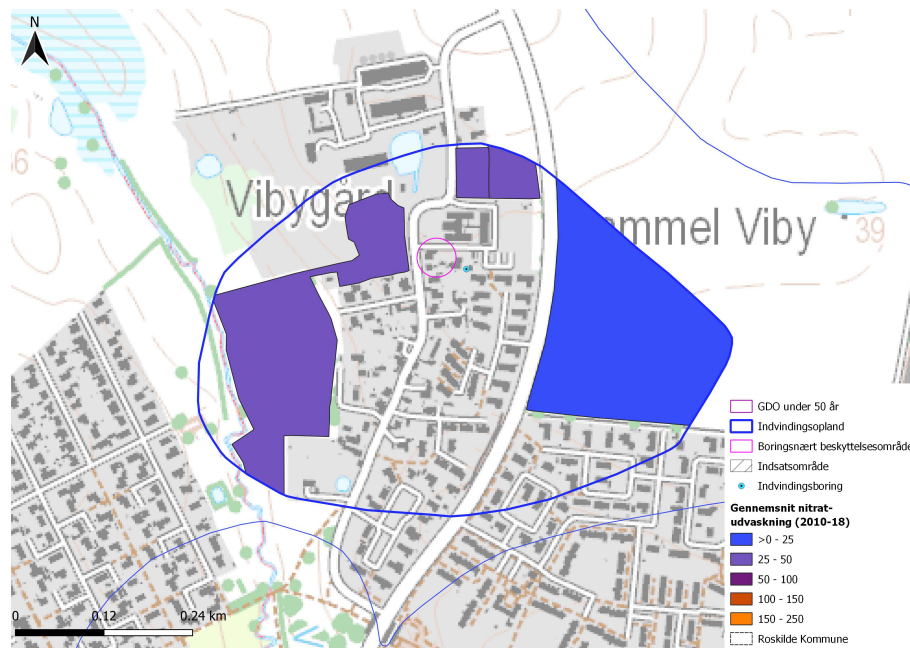 N
56
Vibygård
mmel Viby
39
GDO under 50 år
Indvindingsopland
Boringsnært beskyttelsesområde
Indsatsområde
Indvindingsboring
Gennemsnit nitrat-
udvaskning (2010-18)
>0 - 25
25 - 50
50 - 100
100 - 150
150 - 250
Roskilde Kommune
0 0.12 0.24 km